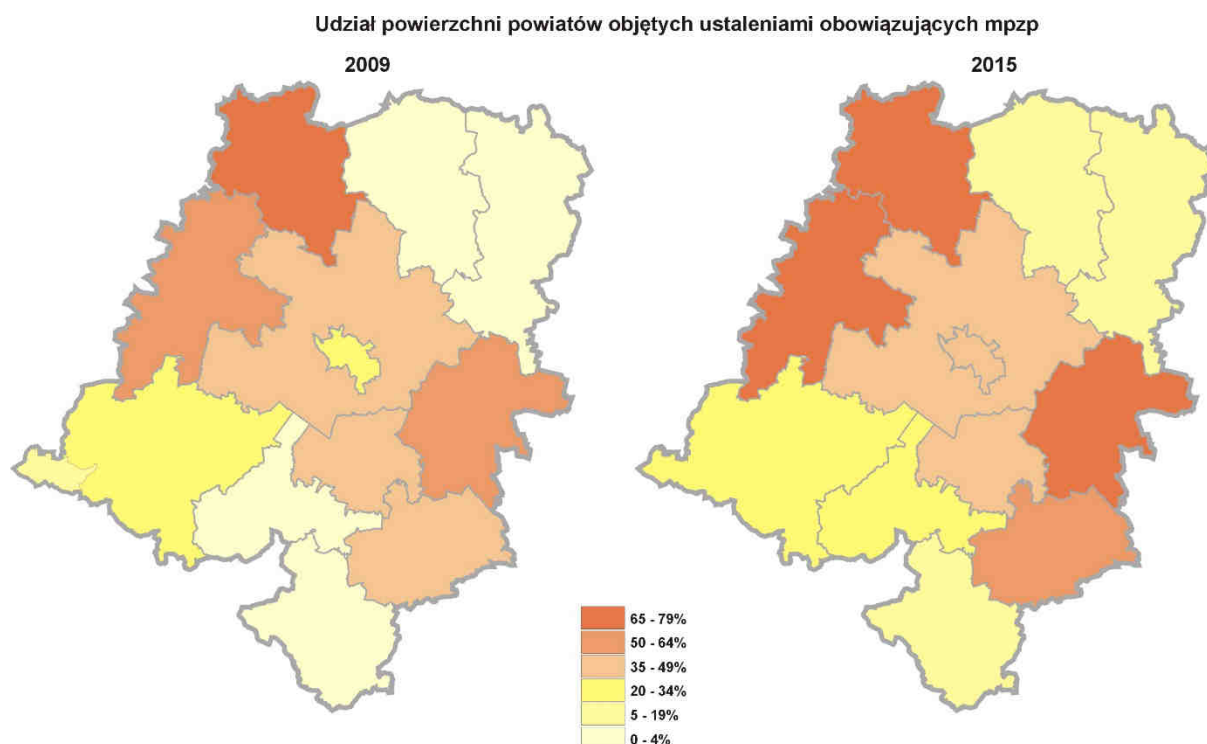 Udział powierzchni powiatów objętych ustaleniami obowiązujących mpzp
2009
2015
65 - 79%
50 - 64%
35 - 49%
20 - 34%
5 - 19%
0 - 4%